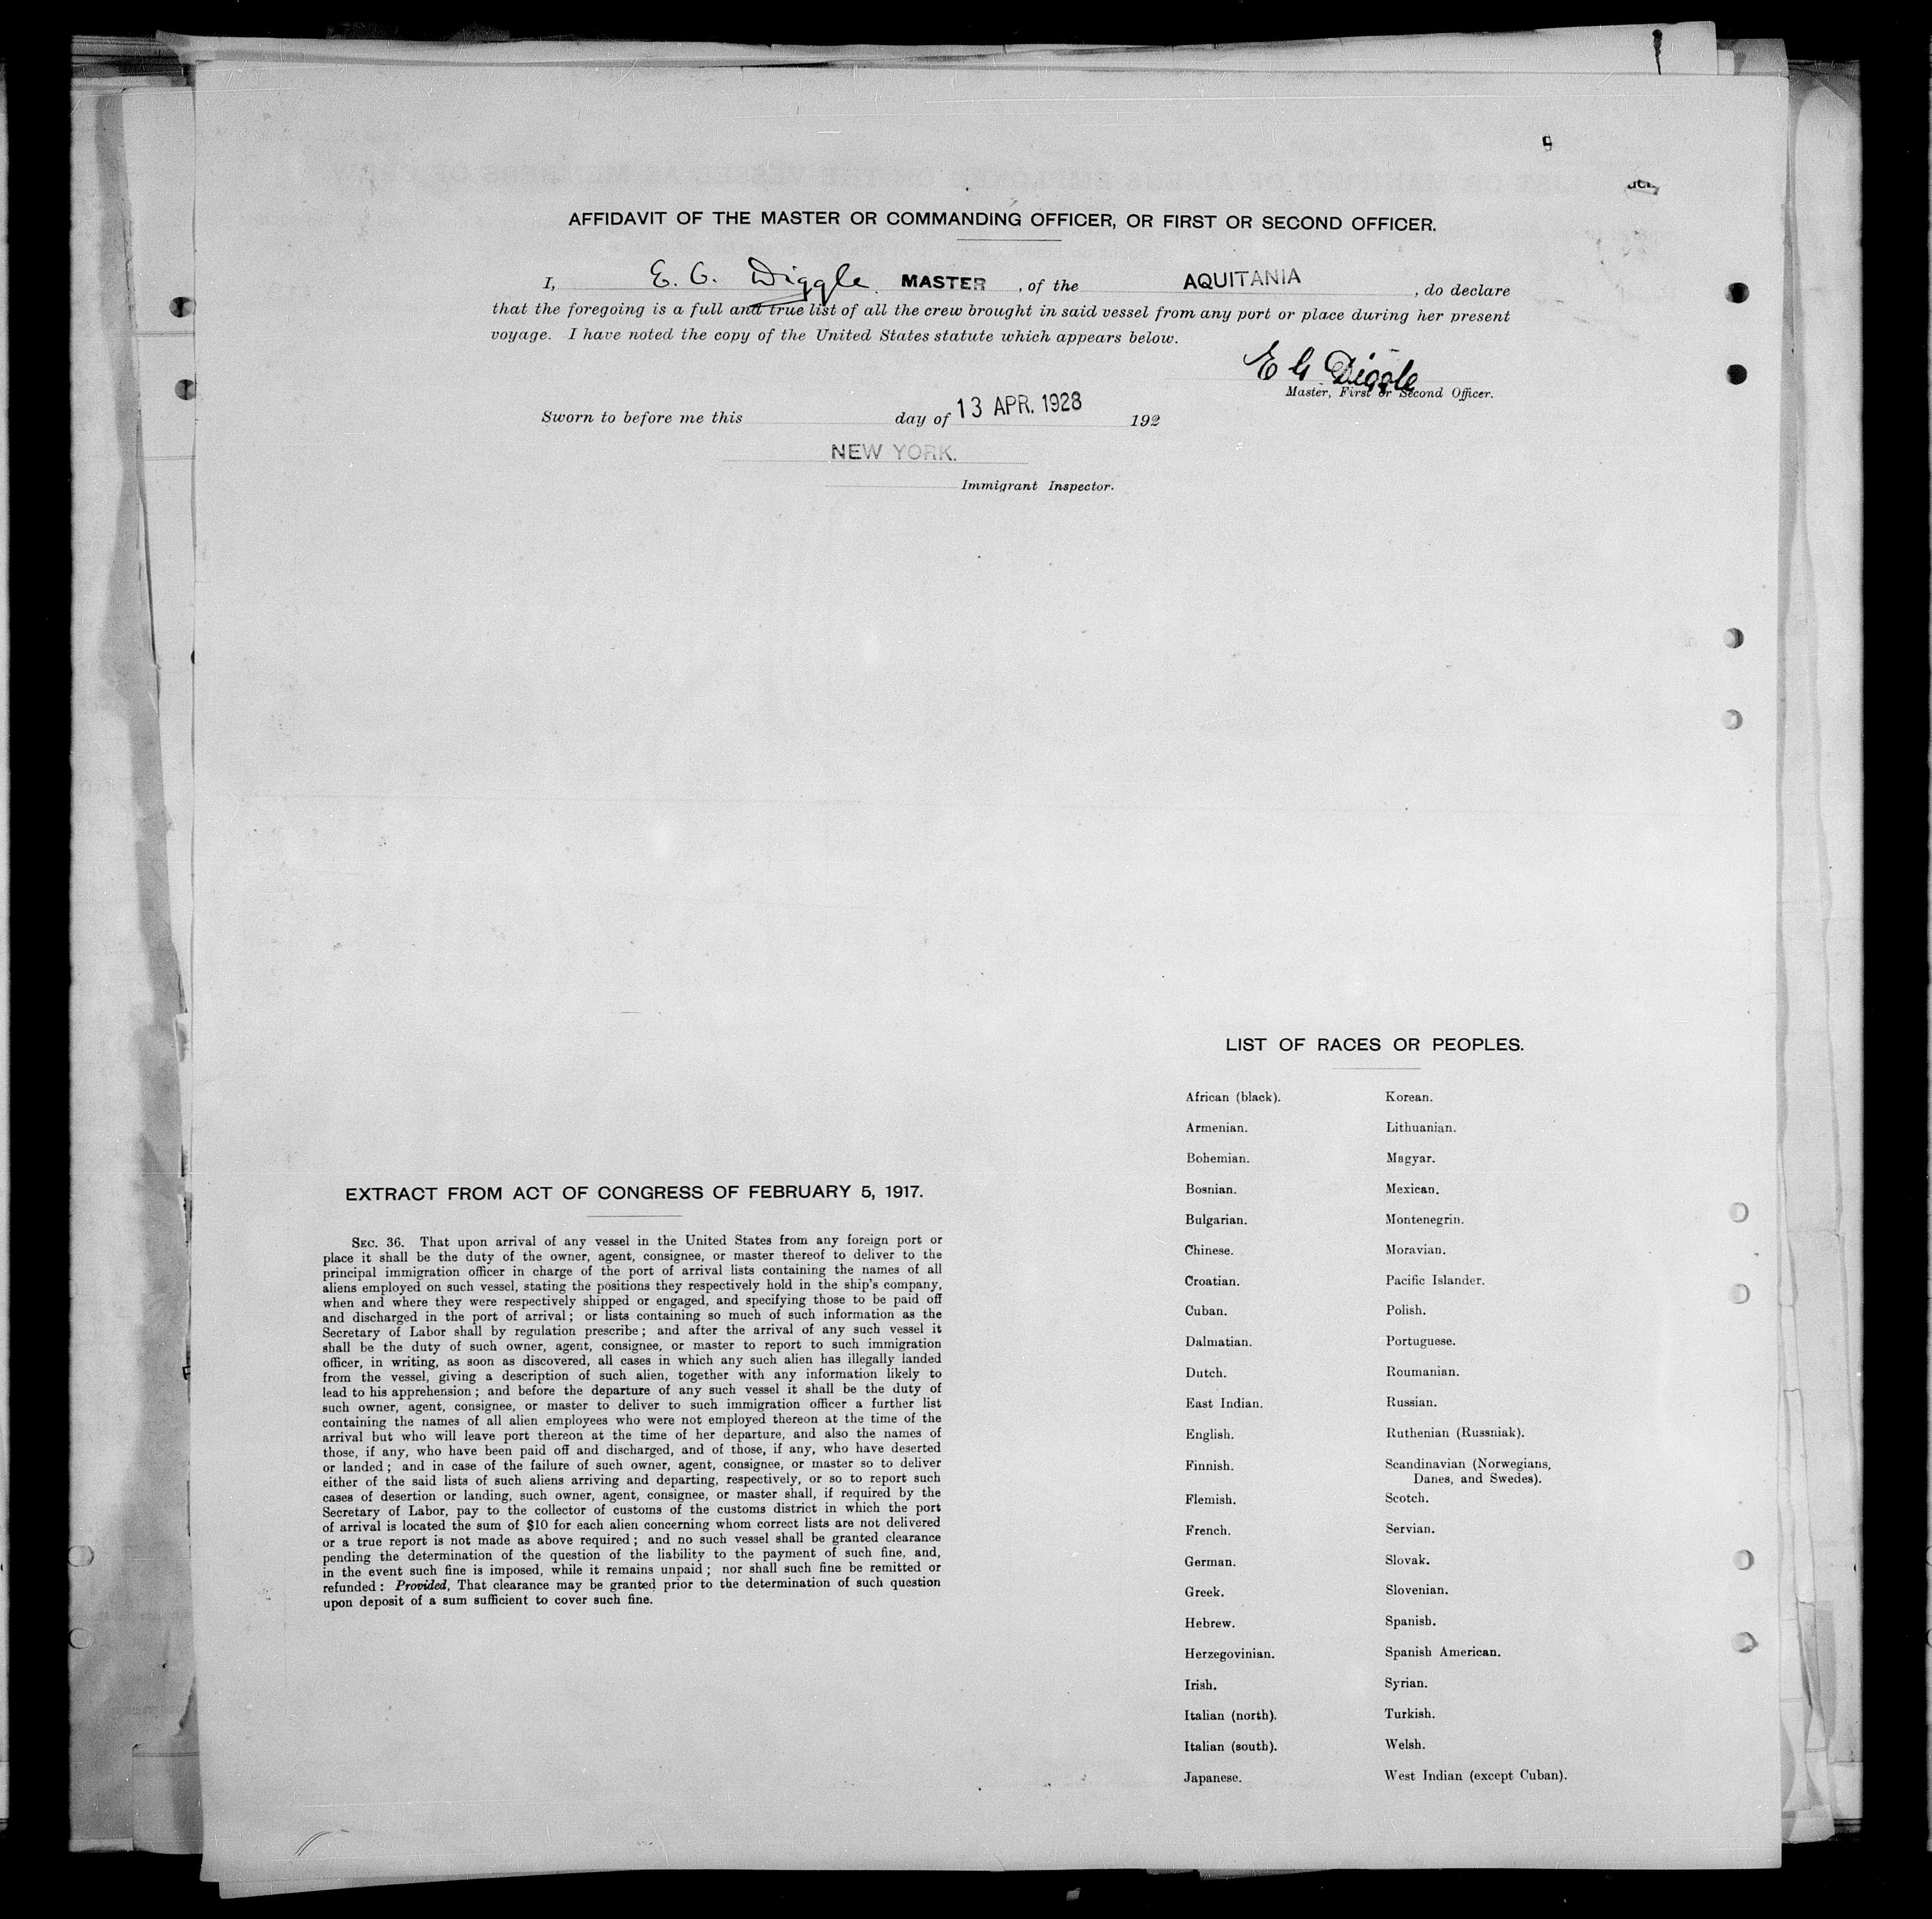 AFFIDAVIT OF THE MASTER OR COMMANDING OFFICER, OR FIRST OR SECOND OFFICER.
I, E. G. Diggle MASTER, of the AQUITANIA, do declare
that the foregoing is a full and true list of all the crew brought in said vessel from any port or place during her present
voyage. I have noted the copy of the United States statute which appears below.
E G Diggle
Master, First or Second Officer.
Sworn to before me this day of 13 APR. 1928 192
NEW YORK.
Immigrant Inspector.
EXTRACT FROM ACT OF CONGRESS OF FEBRUARY 5, 1917.
SEC. 36. That upon arrival of any vessel in the United States from any foreign port or
place it shall be the duty of the owner, agent, consignee, or master thereof to deliver to the
principal immigration officer in charge of the port of arrival lists containing the names of all
aliens employed on such vessel, stating the positions they respectively hold in the ship's company,
when and where they were respectively shipped or engaged, and specifying those to be paid off
and discharged in the port of arrival; or lists containing so much of such information as the
Secretary of Labor shall by regulation prescribe; and after the arrival of any such vessel it
shall be the duty of such owner, agent, consignee, or master to report to such immigration
officer, in writing, as soon as discovered, all cases in which any such alien has illegally landed
from the vessel, giving a description of such alien, together with any information likely to
lead to his apprehension; and before the departure of any such vessel it shall be the duty of
such owner, agent, consignee, or master to deliver to such immigration officer a further list
containing the names of all alien employees who were not employed thereon at the time of the
arrival but who will leave port thereon at the time of her departure, and also the names of
those, if any, who have been paid off and discharged, and of those, if any, who have deserted
or landed; and in case of the failure of such owner, agent, consignee, or master so to deliver
either of the said lists of such aliens arriving and departing, respectively, or so to report such
cases of desertion or landing, such owner, agent, consignee, or master shall, if required by the
Secretary of Labor, pay to the collector of customs of the customs district in which the port
of arrival is located the sum of $10 for each alien concerning whom correct lists are not delivered
or a true report is not made as above required; and no such vessel shall be granted clearance
pending the determination of the question of the liability to the payment of such fine, and,
in the event such fine is imposed, while it remains unpaid; nor shall such fine be remitted or
refunded: Provided, That clearance may be granted prior to the determination of such question
upon deposit of a sum sufficient to cover such fine.
LIST OF RACES OR PEOPLES.
African (black).
Armenian.
Bohemian.
Bosnian.
Bulgarian.
Chinese.
Croatian.
Cuban.
Dalmatian.
Dutch.
East Indian.
English.
Finnish.
Flemish.
French.
German.
Greek.
Hebrew.
Herzegovinian.
Irish.
Italian (north).
Italian (south).
Japanese.
Korean.
Lithuanian.
Magyar.
Mexican.
Montenegrin.
Moravian.
Pacific Islander.
Polish.
Portuguese.
Roumanian.
Russian.
Ruthenian (Russniak).
Scandinavian (Norwegians,
Danes, and Swedes).
Scotch.
Servian.
Slovak.
Slovenian.
Spanish.
Spanish American.
Syrian.
Turkish.
Welsh.
West Indian (except Cuban).